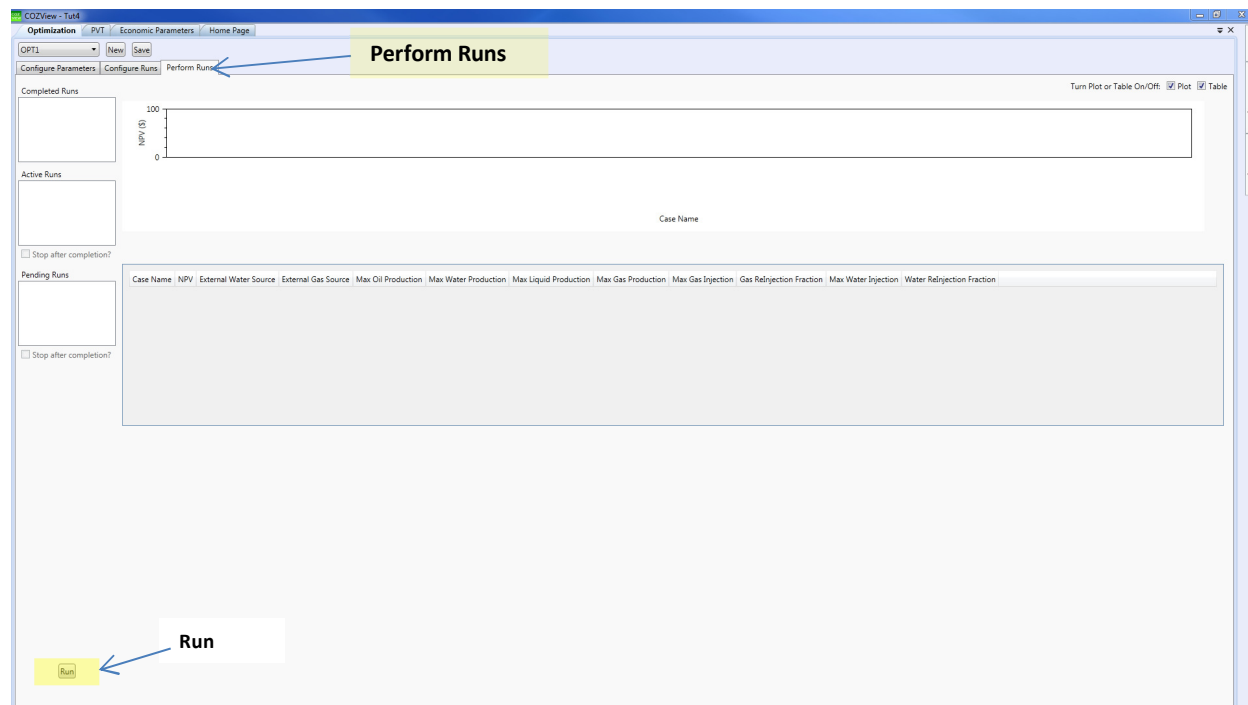 COZView - Tut4
Optimization PVT Economic Parameters Home Page
OPT1 New Save
Perform Runs
Configure Parameters Configure Runs Perform Runs
Turn Plot or Table On/Off: Plot Table
Completed Runs
100
NPV ($)
0
Active Runs
Case Name
Stop after completion?
Pending Runs
Case Name NPV External Water Source External Gas Source Max Oil Production Max Water Production Max Liquid Production Max Gas Production Max Gas Injection Gas ReInjection Fraction Max Water Injection Water ReInjection Fraction
Stop after completion?
Run
Run